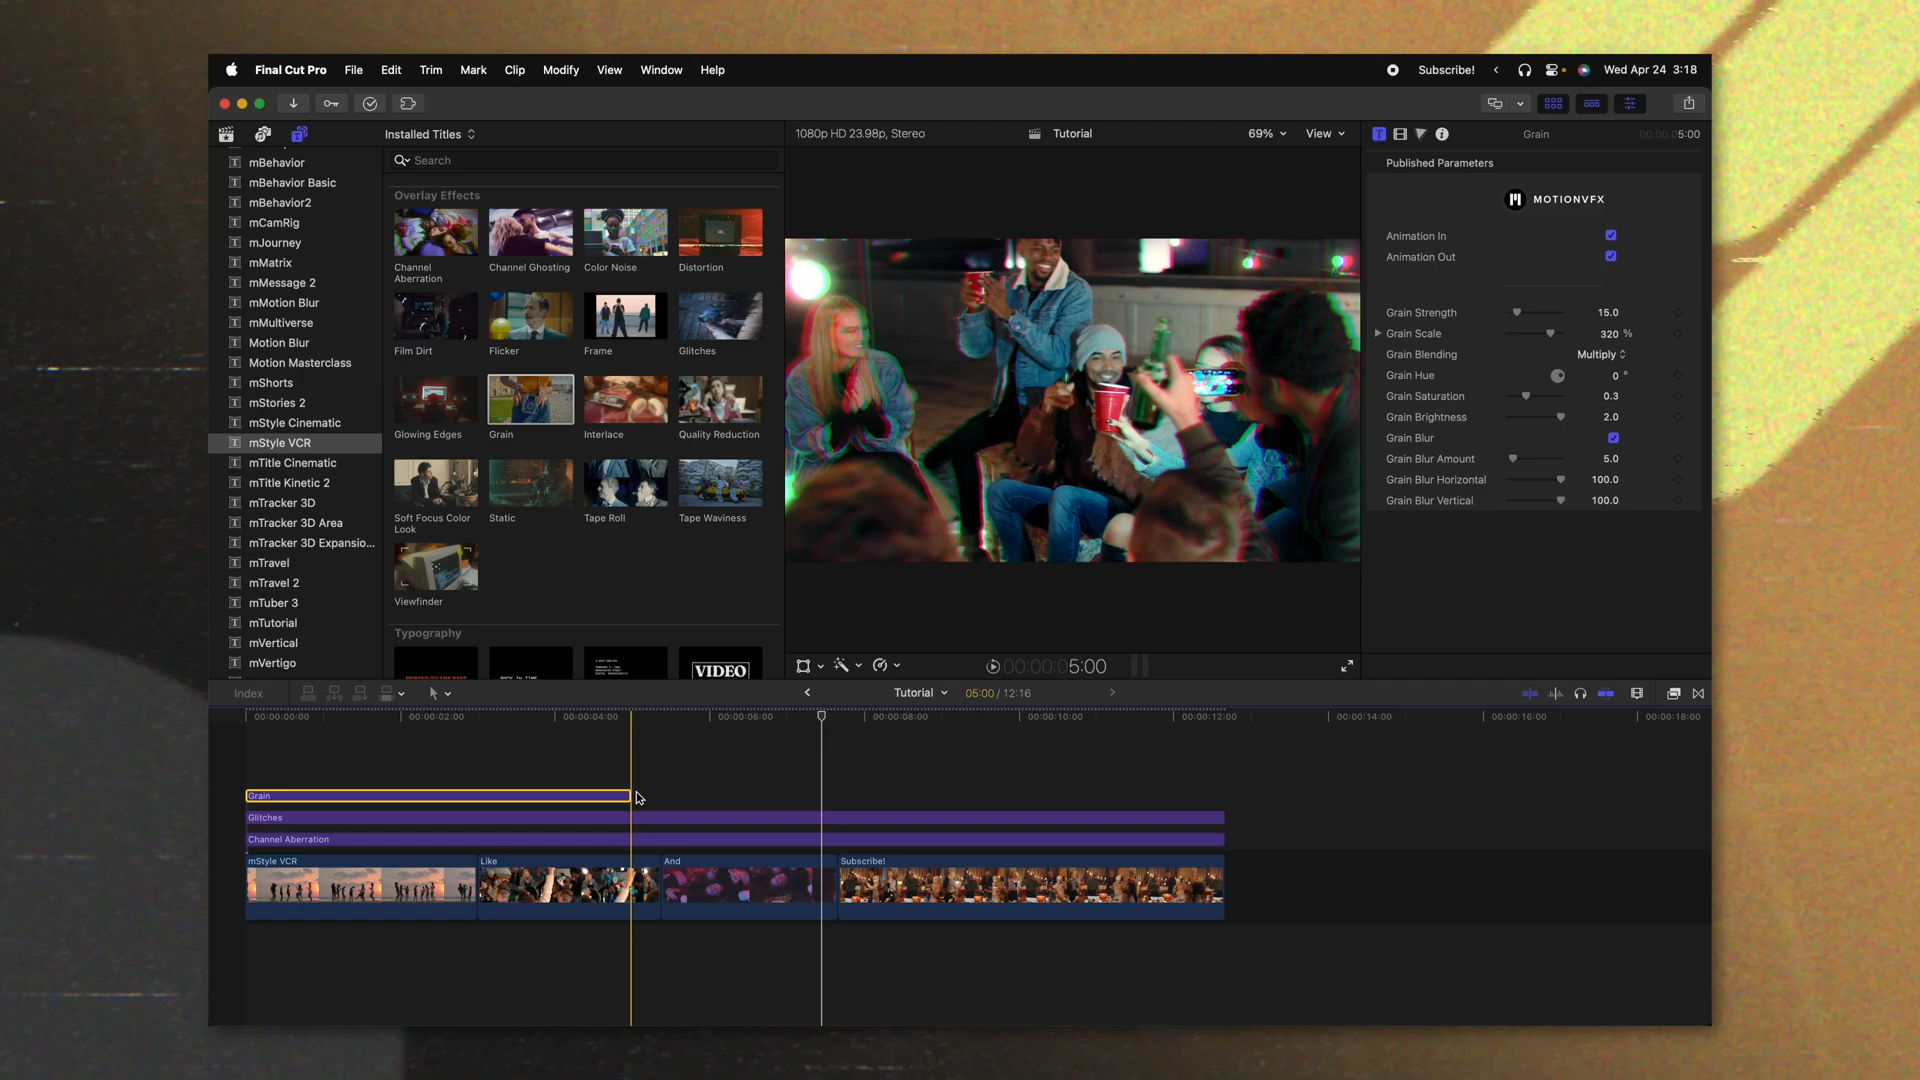 Final Cut Pro File Edit Trim Mark Clip Modify View Window Help
Subscribe! Wed Apr 24 3:18
Installed Titles
1080p HD 23.98p, Stereo
Tutorial
69%
View
Grain
00:00:05:00
mBehavior
mBehavior Basic
mBehavior2
mCamRig
mJourney
mMatrix
mMessage 2
mMotion Blur
mMultiverse
Motion Blur
Motion Masterclass
mShorts
mStories 2
mStyle Cinematic
mStyle VCR
mTitle Cinematic
mTitle Kinetic 2
mTracker 3D
mTracker 3D Area
mTracker 3D Expansio...
mTravel
mTravel 2
mTuber 3
mTutorial
mVertical
mVertigo
Search
Overlay Effects
Channel Aberration
Channel Ghosting
Color Noise
Distortion
Film Dirt
Flicker
Frame
Glitches
Glowing Edges
Grain
Interlace
Quality Reduction
Soft Focus Color Look
Static
Tape Roll
Tape Waviness
Viewfinder
Typography
BACK IN TIME
VIDEO
Published Parameters
MOTIONVFX
Animation In
Animation Out
Grain Strength 15.0
Grain Scale 320 %
Grain Blending Multiply
Grain Hue 0 °
Grain Saturation 0.3
Grain Brightness 2.0
Grain Blur
Grain Blur Amount 5.0
Grain Blur Horizontal 100.0
Grain Blur Vertical 100.0
00:00:05:00
Index
Tutorial
05:00 / 12:16
00:00:00:00 00:00:02:00 00:00:04:00 00:00:06:00 00:00:08:00 00:00:10:00 00:00:12:00 00:00:14:00 00:00:16:00 00:00:18:00
Grain
Glitches
Channel Aberration
mStyle VCR
Like
And
Subscribe!